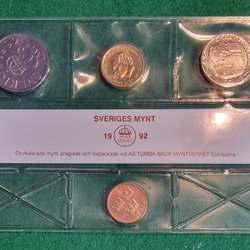 SVERIGES MYNT
19 92
Ocirkulerade mynt, präglade och förpackade vid AB TUMBA BRUK MYNTVERKET Eskilstuna